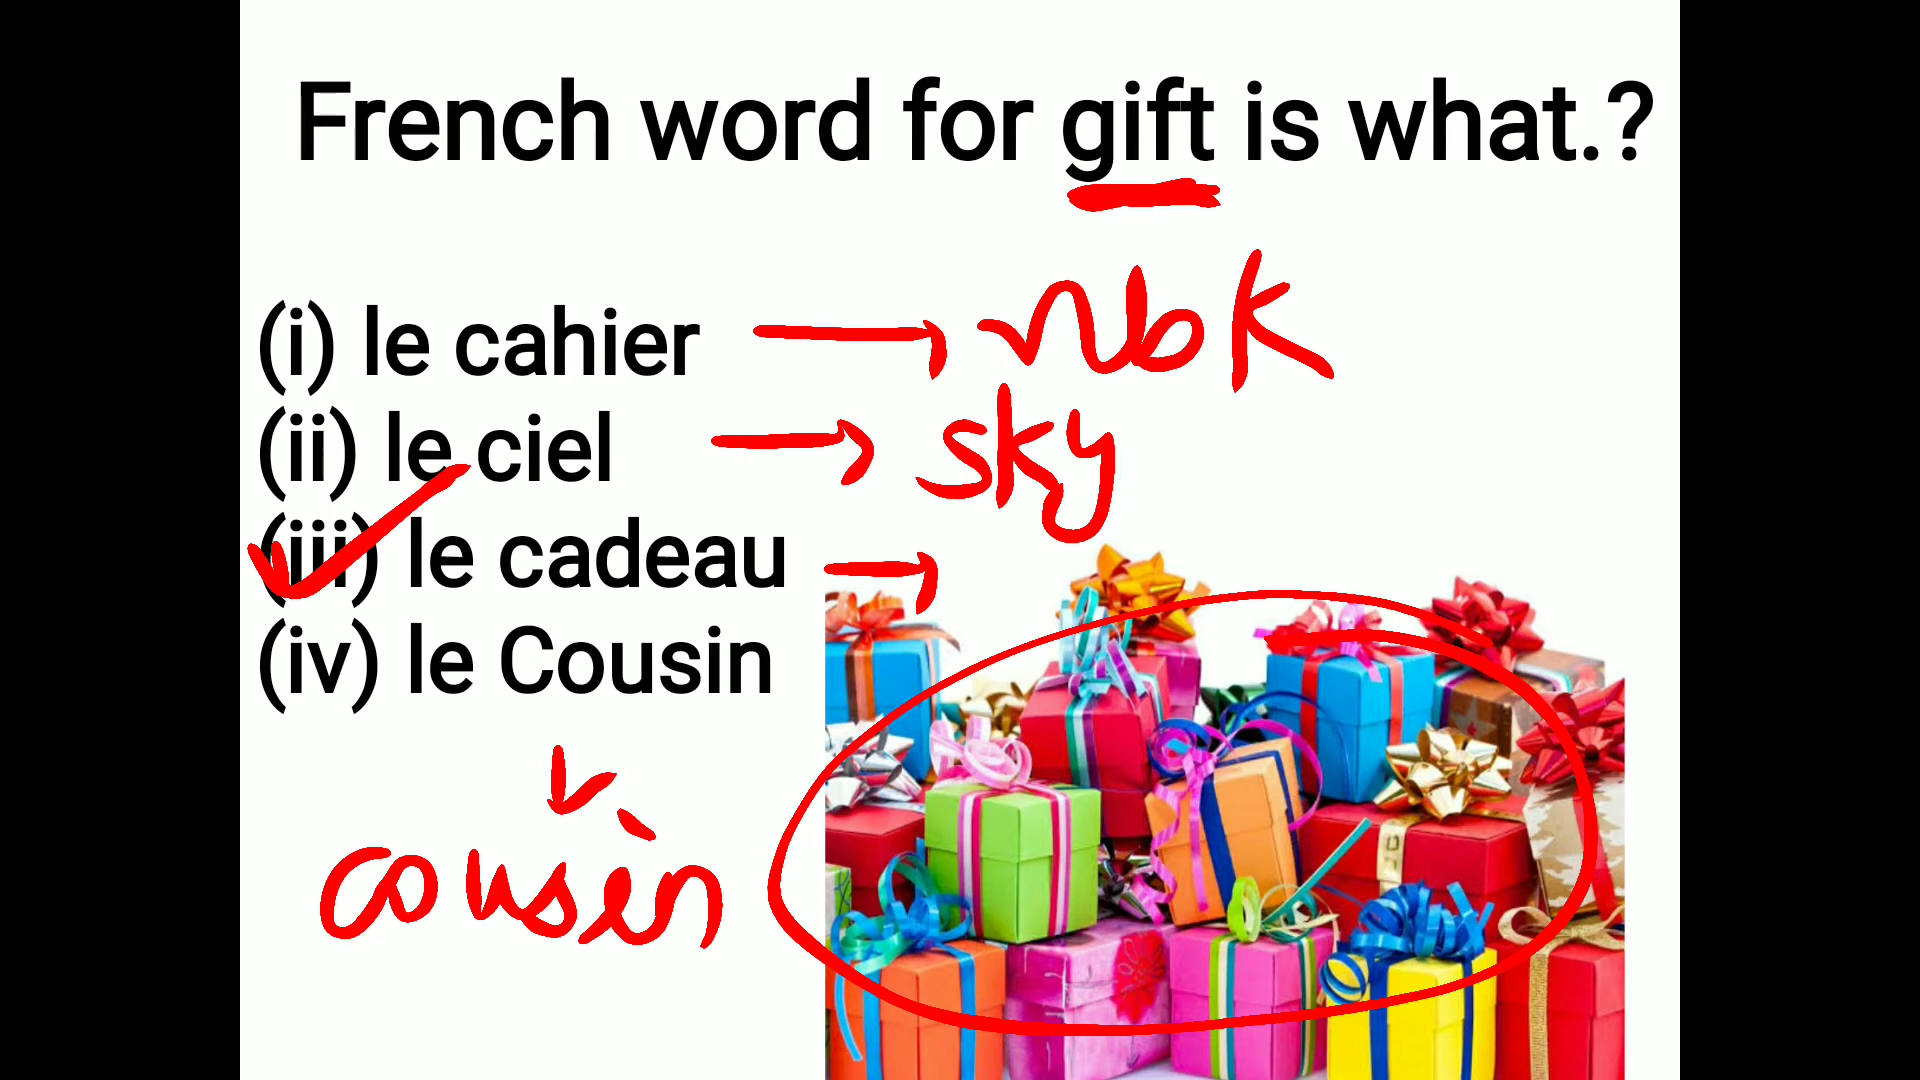 French word for gift is what.?
(i) le cahier → nbk
(ii) le ciel → sky
(iii) le cadeau →
(iv) le Cousin
cousin